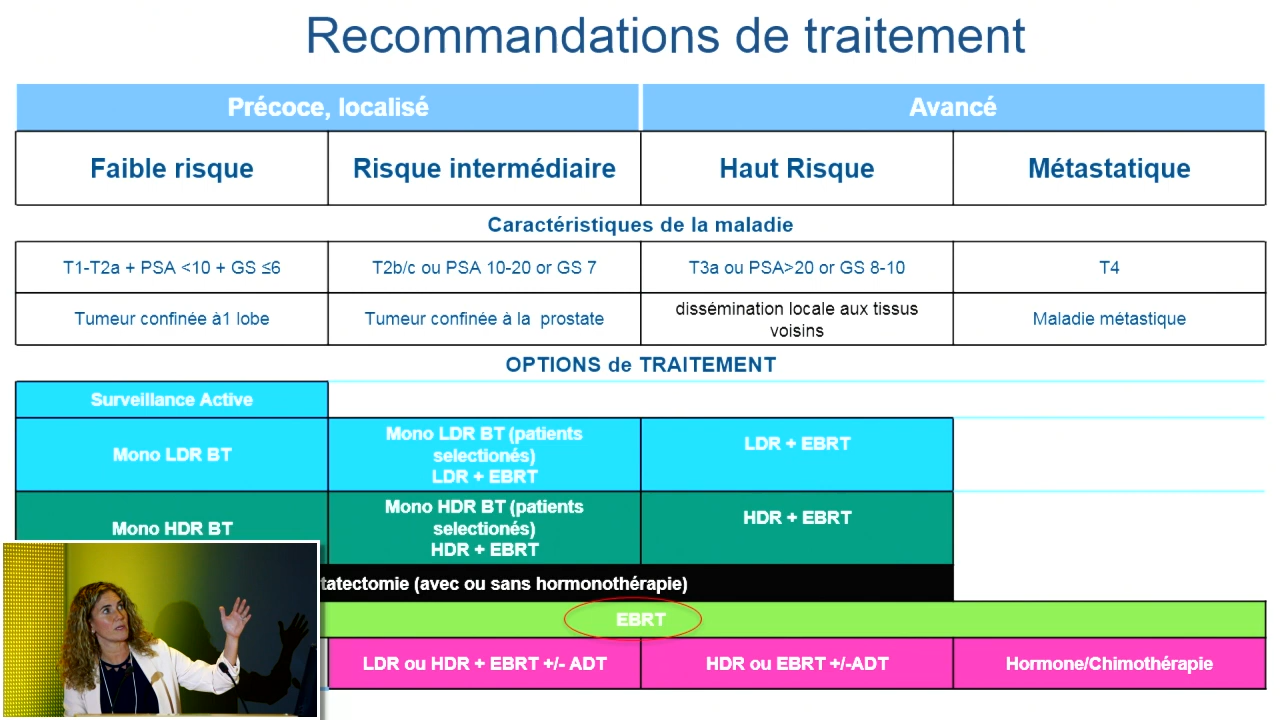 Recommandations de traitement
Précoce, localisé
Avancé
Faible risque
Risque intermédiaire
Haut Risque
Métastatique
Caractéristiques de la maladie
T1-T2a + PSA <10 + GS ≤6
T2b/c ou PSA 10-20 or GS 7
T3a ou PSA>20 or GS 8-10
T4
Tumeur confinée à1 lobe
Tumeur confinée à la prostate
dissémination locale aux tissus
voisins
Maladie métastique
OPTIONS de TRAITEMENT
Surveillance Active
Mono LDR BT
Mono LDR BT (patients
selectionés)
LDR + EBRT
LDR + EBRT
Mono HDR BT
Mono HDR BT (patients
selectionés)
HDR + EBRT
HDR + EBRT
tatectomie (avec ou sans hormonothérapie)
EBRT
LDR ou HDR + EBRT +/- ADT
HDR ou EBRT +/-ADT
Hormone/Chimothérapie